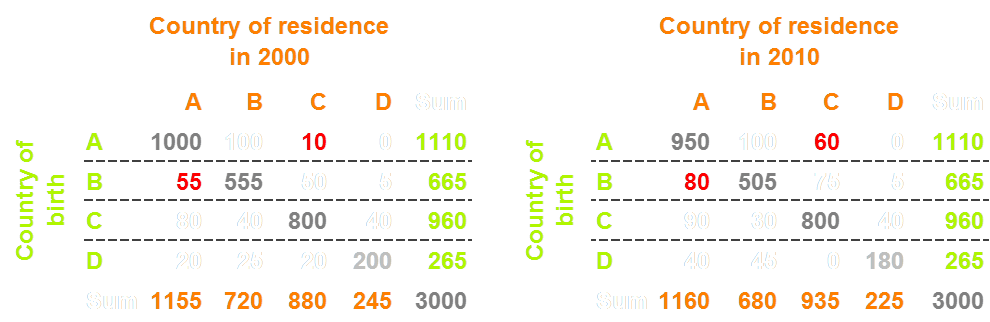 Country of residence
in 2000
A B C D Sum
Country of
birth
A 1000 100 10 0 1110
B 55 555 50 5 665
C 80 40 800 40 960
D 20 25 20 200 265
Sum 1155 720 880 245 3000
Country of residence
in 2010
A B C D Sum
Country of
birth
A 950 100 60 0 1110
B 80 505 75 5 665
C 90 30 800 40 960
D 40 45 0 180 265
Sum 1160 680 935 225 3000